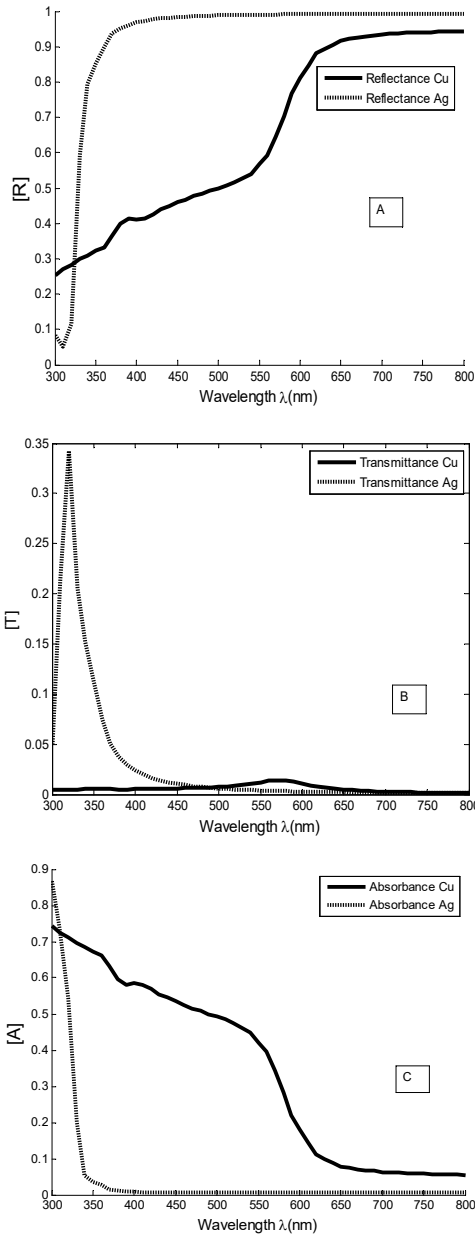 1
0.9
0.8
0.7
0.6
0.5
0.4
0.3
0.2
0.1
0
[R]
Reflectance Cu
Reflectance Ag
A
300 350 400 450 500 550 600 650 700 750 800
Wavelength λ(nm)
0.35
0.3
0.25
0.2
0.15
0.1
0.05
0
[T]
Transmittance Cu
Transmittance Ag
B
300 350 400 450 500 550 600 650 700 750 800
Wavelength λ(nm)
0.9
0.8
0.7
0.6
0.5
0.4
0.3
0.2
0.1
0
[A]
Absorbance Cu
Absorbance Ag
C
300 350 400 450 500 550 600 650 700 750 800
Wavelength λ(nm)